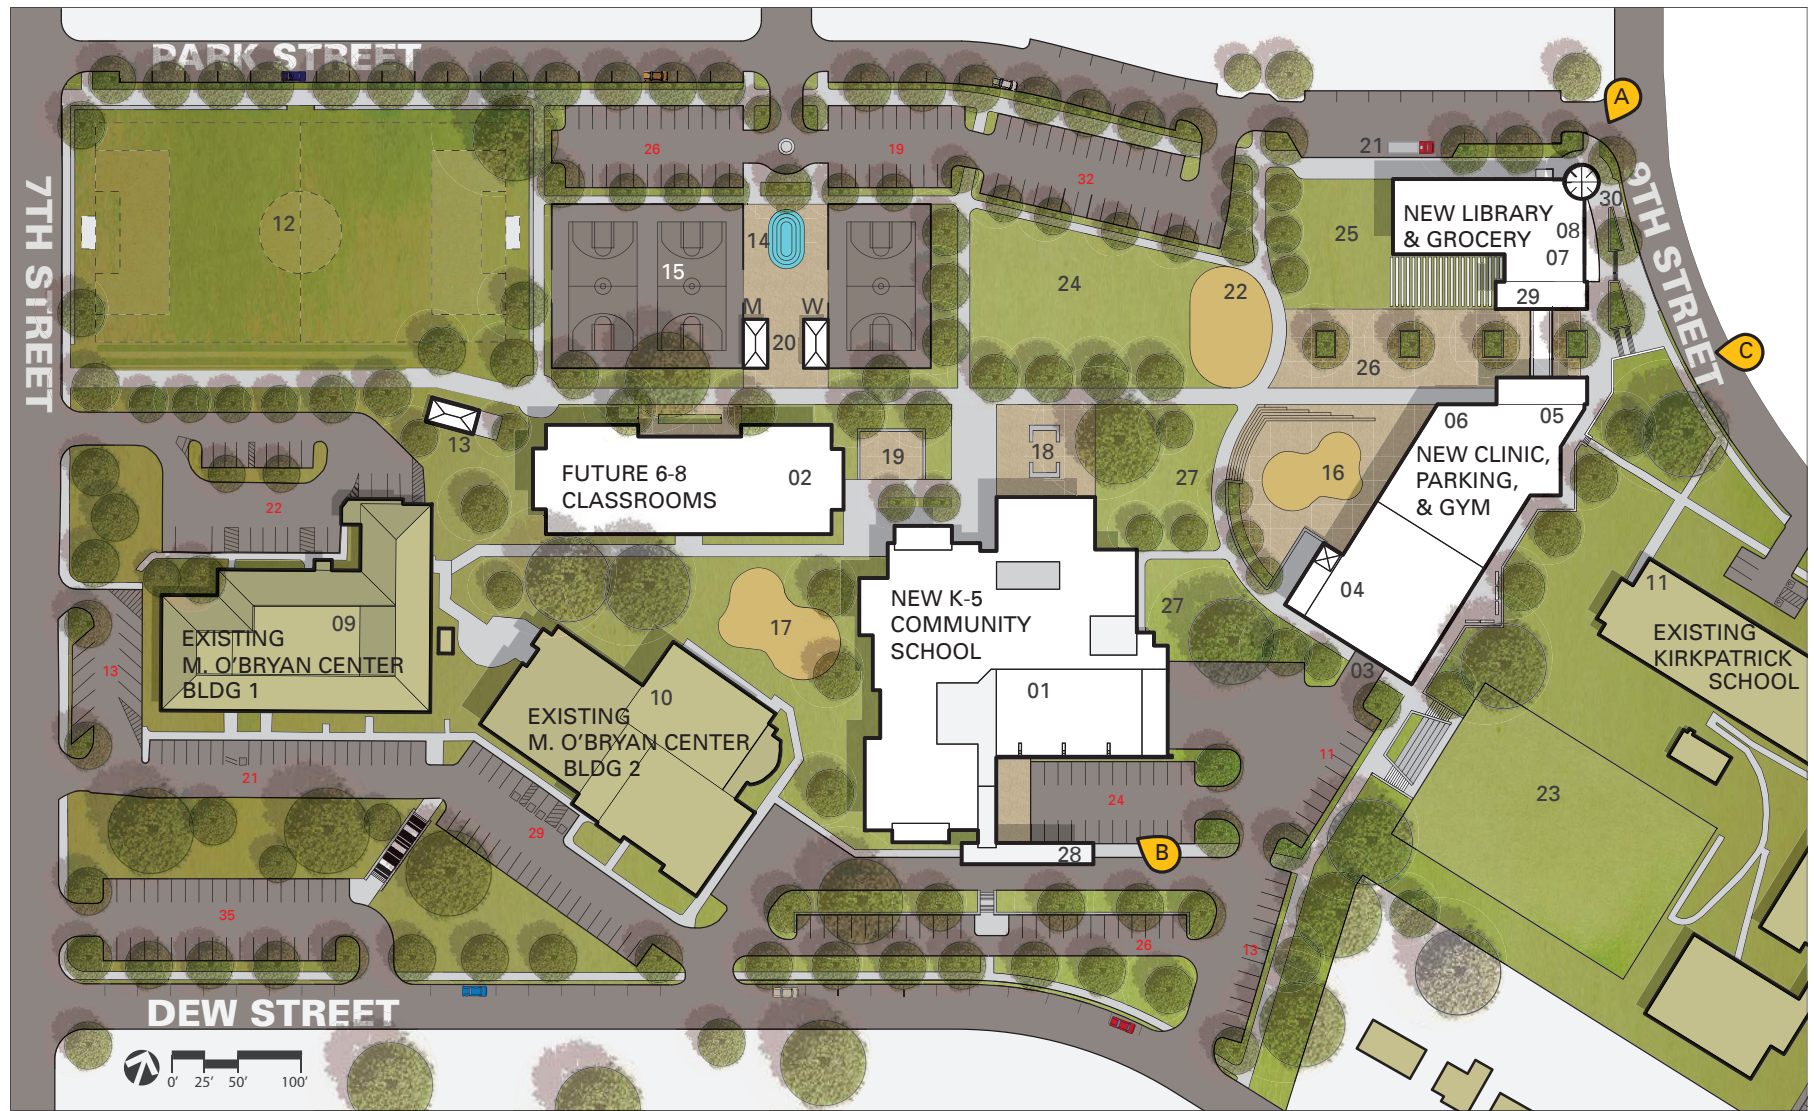 PARK STREET
A
26
19
21
32
7TH STREET
9TH STREET
30
NEW LIBRARY
& GROCERY
08
07
12
14
15
25
24
22
29
M
W
20
C
26
13
FUTURE 6-8
CLASSROOMS
02
19
18
27
16
06
05
NEW CLINIC,
PARKING,
& GYM
22
04
11
EXISTING
KIRKPATRICK
SCHOOL
09
EXISTING
M. O'BRYAN CENTER
BLDG 1
13
17
NEW K-5
COMMUNITY
SCHOOL
27
01
03
10
EXISTING
M. O'BRYAN CENTER
BLDG 2
21
29
11
24
23
28
B
35
26
13
DEW STREET
0' 25' 50' 100'